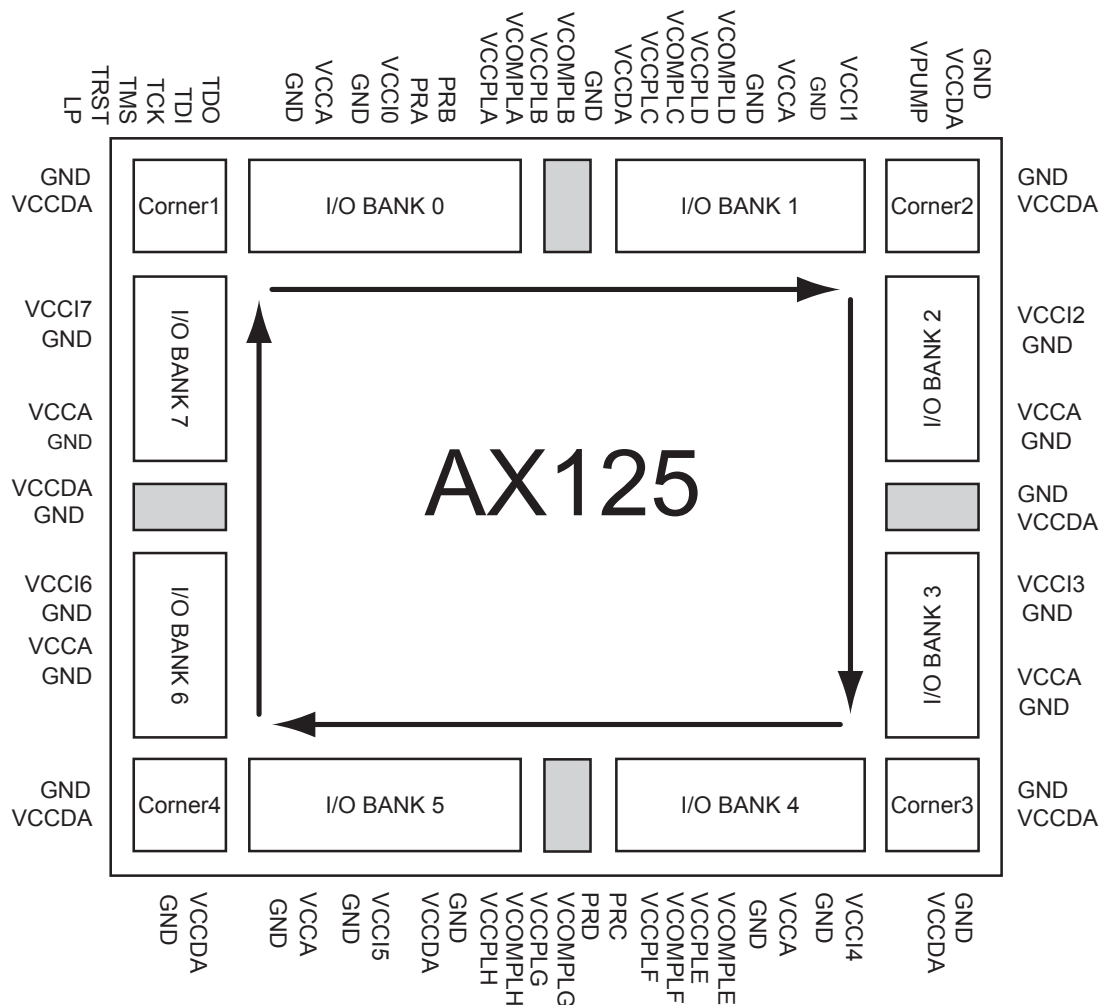 LP
TRST
TMS
TCK
TDI
TDO
GND
VCCA
GND
VCCI0
PRA
PRB
VCCPLA
VCOMPLA
VCCPLB
VCOMPLB
GND
VCCDA
VCCPLC
VCOMPLC
VCCPLD
VCOMPLD
GND
VCCA
GND
VCCI1
VPUMP
VCCDA
GND
GND
VCCDA
Corner1
I/O BANK 0
I/O BANK 1
Corner2
GND
VCCDA
VCCI7
GND
VCCA
GND
I/O BANK 7
I/O BANK 2
VCCI2
GND
VCCA
GND
AX125
VCCDA
GND
GND
VCCDA
VCCI6
GND
VCCA
GND
I/O BANK 6
I/O BANK 3
VCCI3
GND
VCCA
GND
GND
VCCDA
Corner4
I/O BANK 5
I/O BANK 4
Corner3
GND
VCCDA
GND
VCCDA
GND
VCCA
GND
VCCI5
VCCDA
GND
VCCPLH
VCOMPLH
VCCPLG
VCOMPLG
PRD
PRC
VCCPLF
VCOMPLF
VCCPLE
VCOMPLE
GND
VCCA
GND
VCCI4
VCCDA
GND